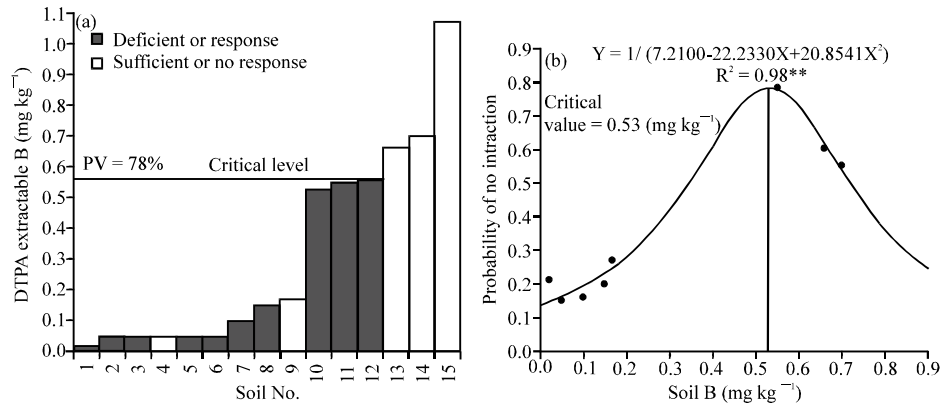 (a)
Deficient or response
Sufficient or no response
PV = 78%
Critical level
DTPA extractable B (mg kg⁻¹)
1.1
1.0
0.9
0.8
0.7
0.6
0.5
0.4
0.3
0.2
0.1
0.0
1 2 3 4 5 6 7 8 9 10 11 12 13 14 15
Soil No.
(b)
Y = 1/ (7.2100-22.2330X+20.8541X²)
R² = 0.98**
Critical
value = 0.53 (mg kg⁻¹)
Probability of no intraction
0.9
0.8
0.7
0.6
0.5
0.4
0.3
0.2
0.1
0.0
0.0 0.1 0.2 0.3 0.4 0.5 0.6 0.7 0.8 0.9
Soil B (mg kg⁻¹)